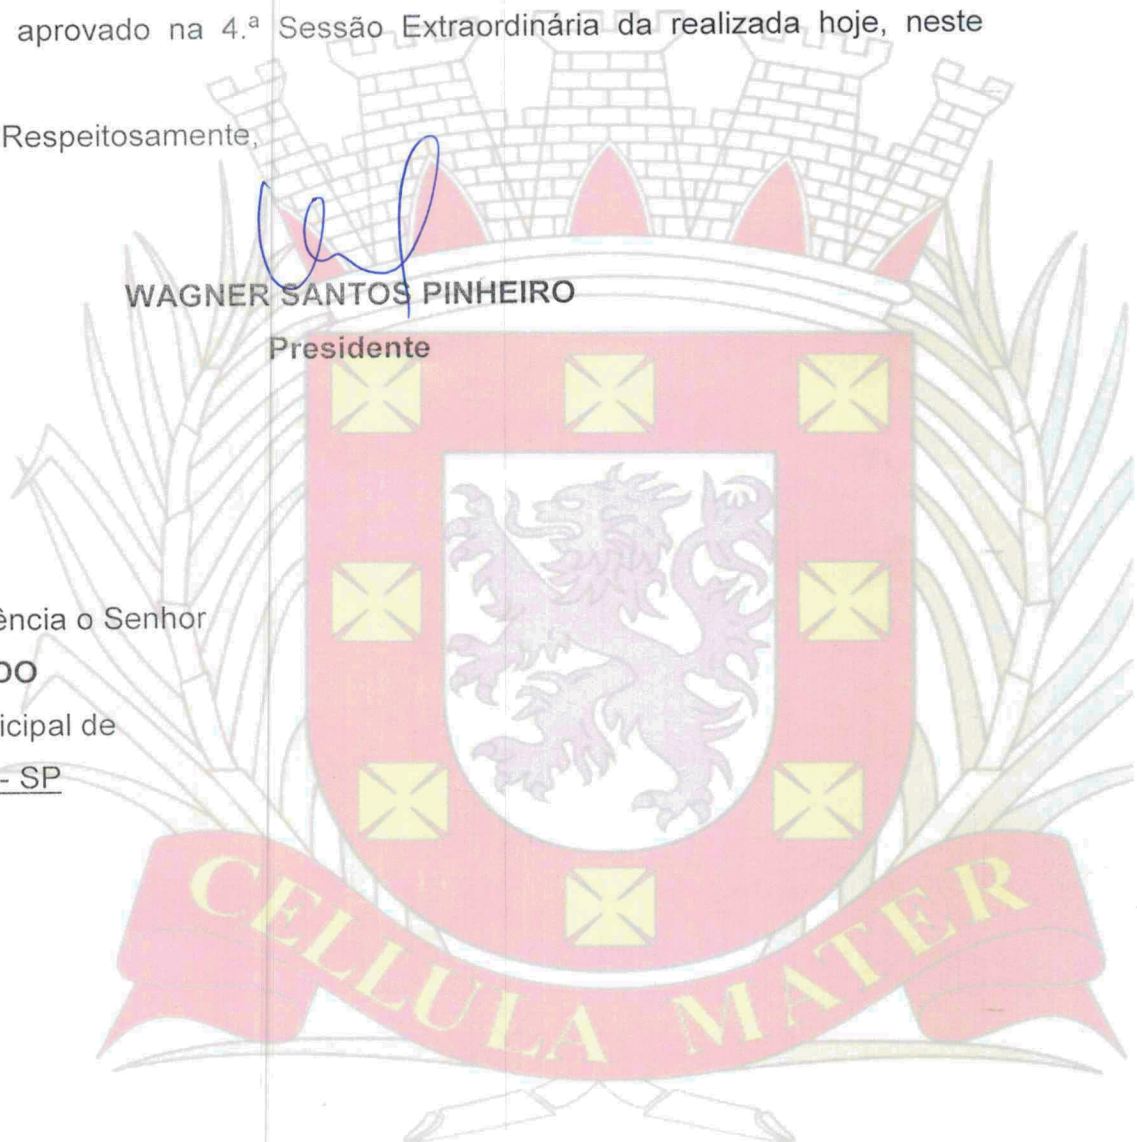 aprovado na 4.ª Sessão Extraordinária da realizada hoje, neste
Respeitosamente,
WAGNER SANTOS PINHEIRO
Presidente
ência o Senhor
DO
icipal de
- SP
CELLULA MATER